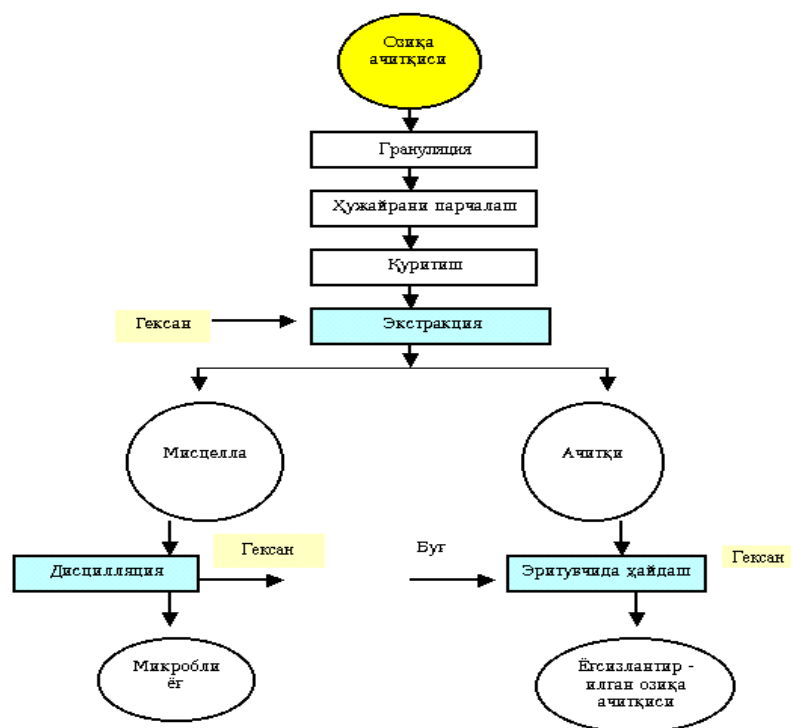 Озиқа
ачитқиси
Грануляция
Ҳужайрани парчалаш
Қуритиш
Гексан
Экстракция
Мисцелла
Ачитқи
Гексан
Буғ
Гексан
Дисцилляция
Эритувчида ҳайдаш
Микробли
ёғ
Ёғсизлантир -
илган озиқа
ачитқиси